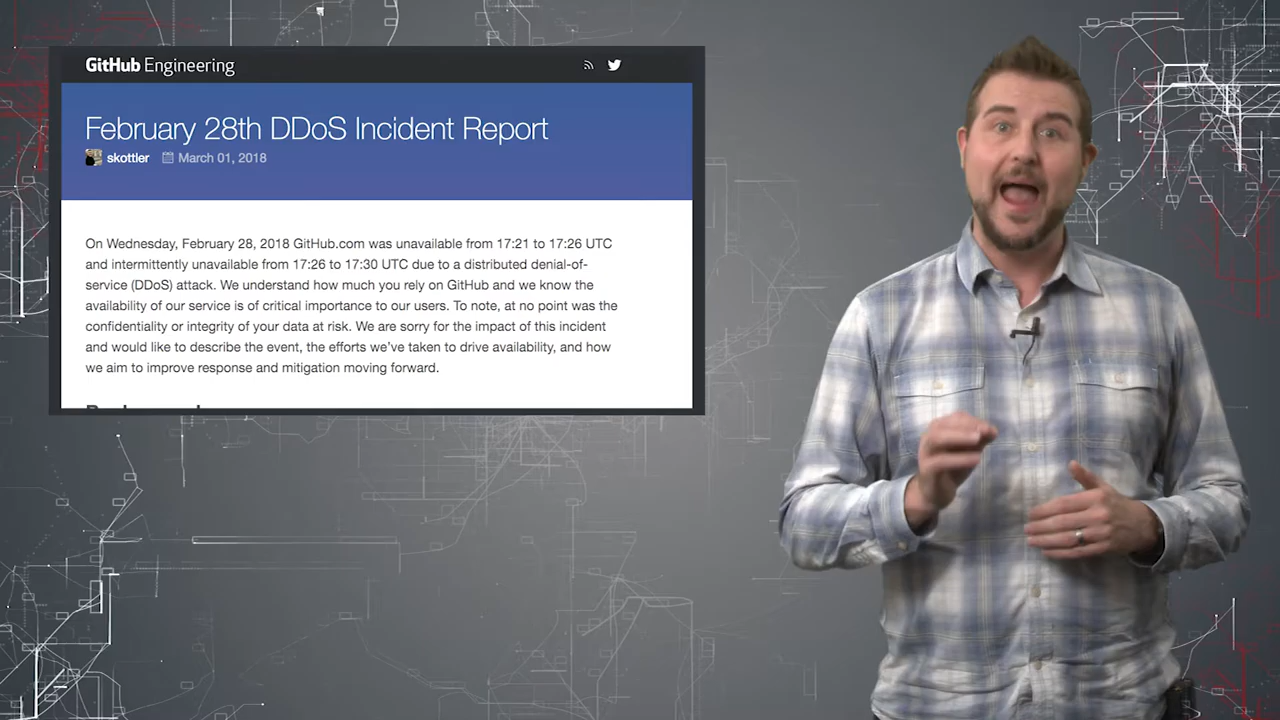 GitHub Engineering
February 28th DDoS Incident Report
skottler March 01, 2018
On Wednesday, February 28, 2018 GitHub.com was unavailable from 17:21 to 17:26 UTC
and intermittently unavailable from 17:26 to 17:30 UTC due to a distributed denial-of-
service (DDoS) attack. We understand how much you rely on GitHub and we know the
availability of our service is of critical importance to our users. To note, at no point was the
confidentiality or integrity of your data at risk. We are sorry for the impact of this incident
and would like to describe the event, the efforts we’ve taken to drive availability, and how
we aim to improve response and mitigation moving forward.